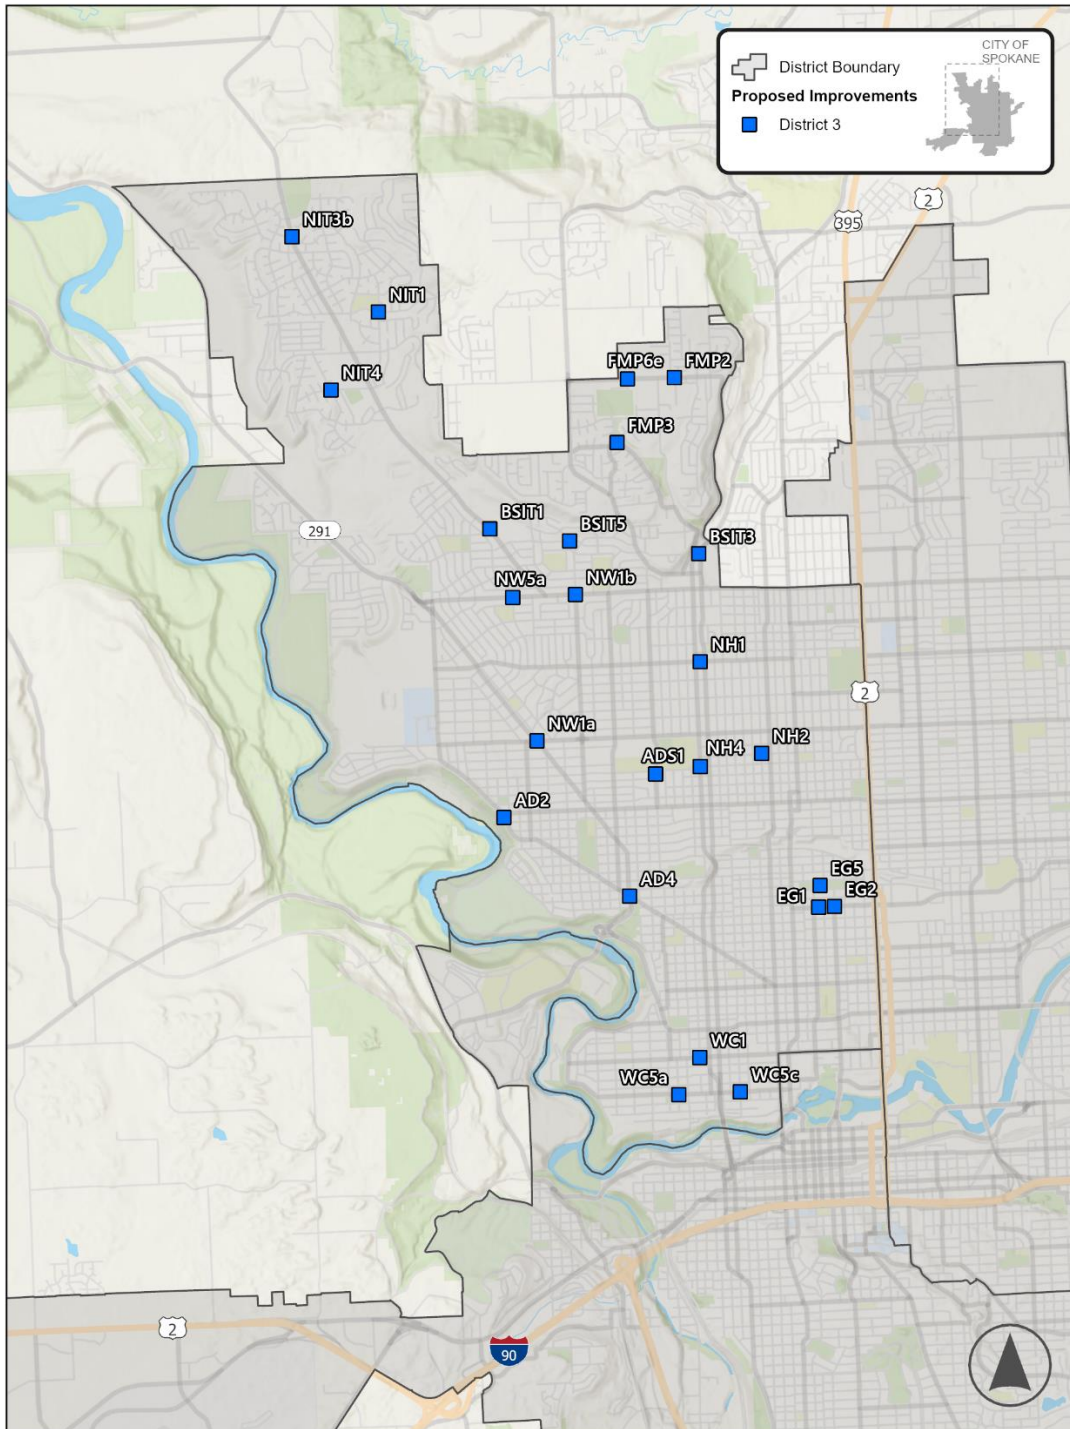 CITY OF
SPOKANE
District Boundary
Proposed Improvements
District 3
2
395
NIT3b
NIT1
NIT4
FMP6e
FMP2
FMP3
BSIT1
BSIT5
BSIT3
291
NW5a
NW1b
NH1
2
NW1a
NH2
ADS1
NH4
AD2
EG5
AD4
EG1
EG2
WC1
WC5a
WC5c
2
90